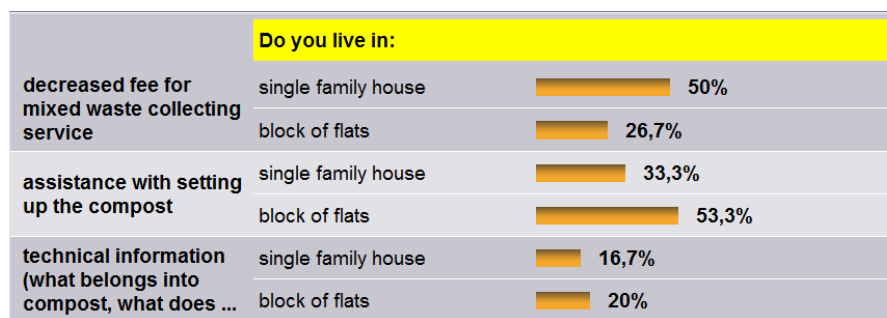 Do you live in:
decreased fee for
mixed waste collecting
service
single family house 50%
block of flats 26,7%
assistance with setting
up the compost
single family house 33,3%
block of flats 53,3%
technical information
(what belongs into
compost, what does ...
single family house 16,7%
block of flats 20%